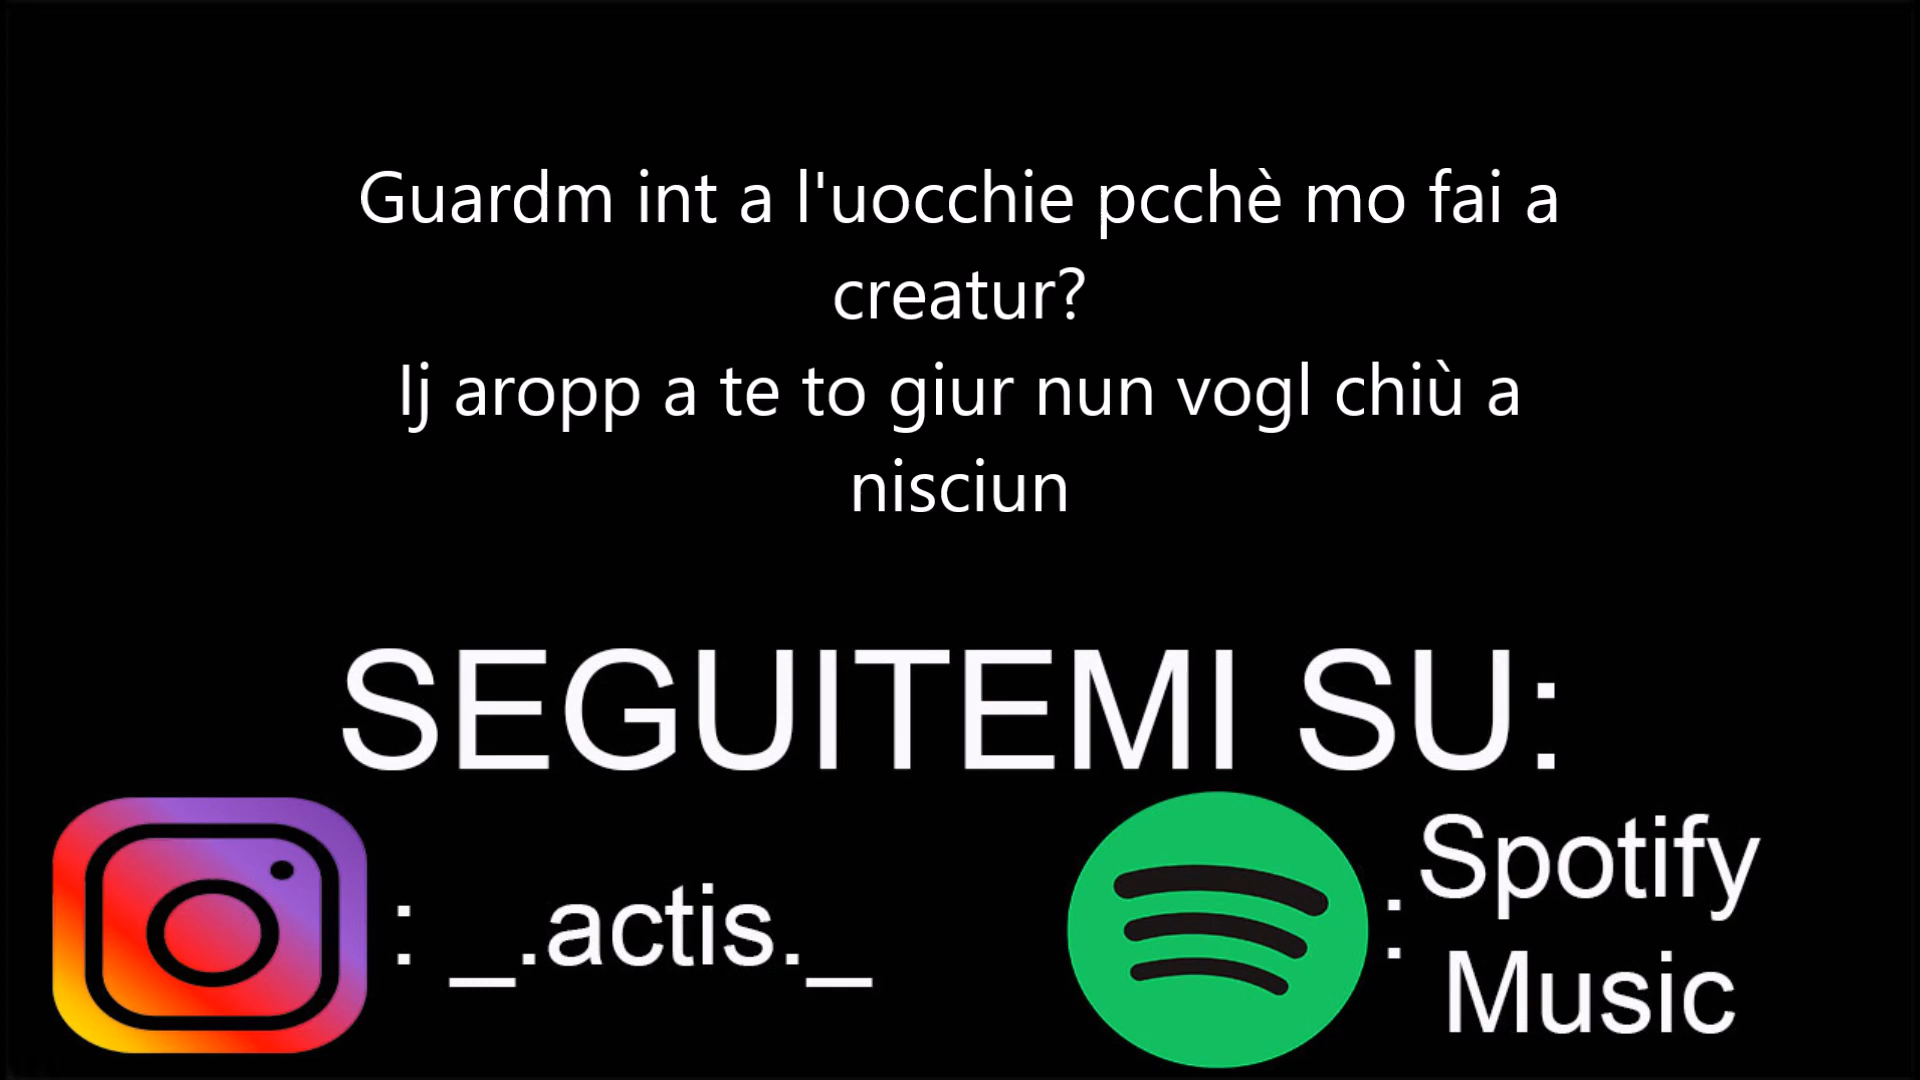 Guardm int a l'uocchie pcchè mo fai a
creatur?
Ij aropp a te to giur nun vogl chiù a
nisciun
SEGUITEMI SU:
: _.actis._
: Spotify
Music